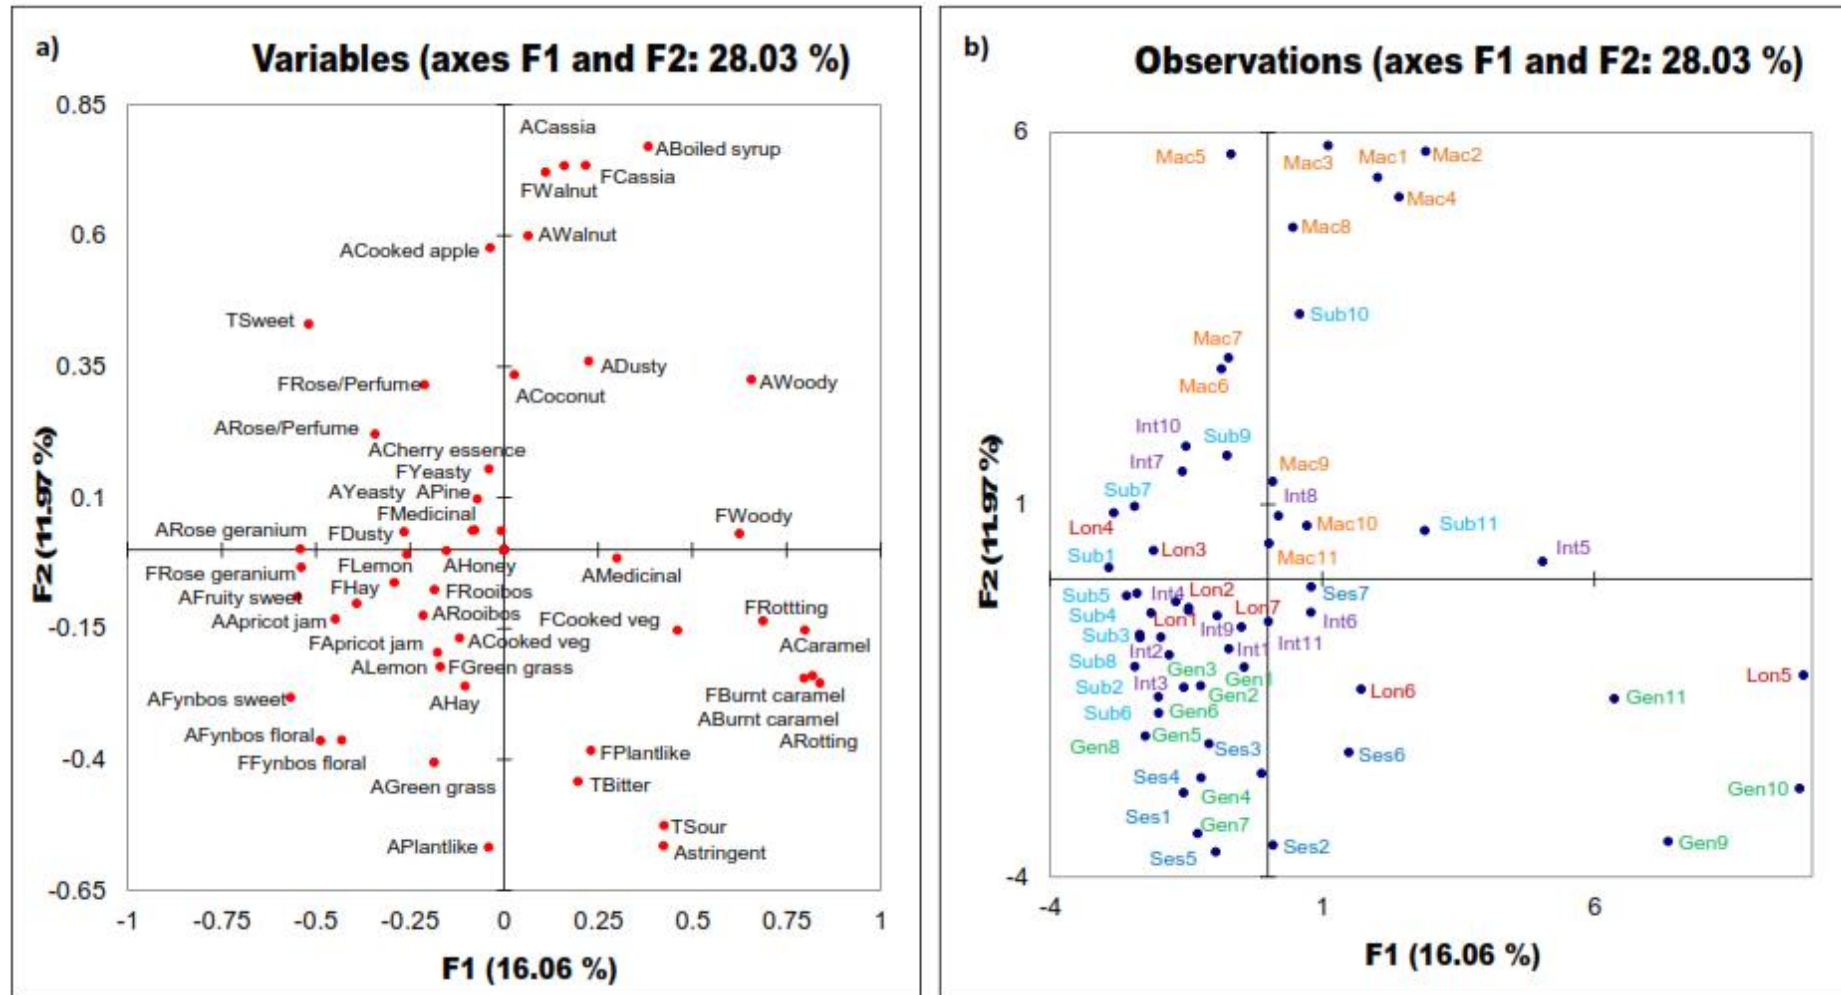 a)
Variables (axes F1 and F2: 28.03 %)
0.85
ACassia
ABoiled syrup
FCassia
FWalnut
0.6
AWalnut
ACooked apple
TSweet
0.35
ADusty
FRose/Perfume
AWoody
ACoconut
ARose/Perfume
ACherry essence
FYeasty
AYeasty APine
0.1
FMedicinal
FWoody
ARose geranium
FDusty
FLemon
AHoney
AMedicinal
FRose geranium
FHay
FRooibos
AFruity sweet
FRottting
ARooibos
FCooked veg
AApricot jam
-0.15
FApricot jam
ACooked veg
ACaramel
ALemon
FGreen grass
AFynbos sweet
AHay
FBurnt caramel
ABurnt caramel
AFynbos floral
ARotting
FPlantlike
FFynbos floral
-0.4
AGreen grass
TBitter
TSour
APlantlike
Astringent
-0.65
-1
-0.75
-0.5
-0.25
0
0.25
0.5
0.75
1
F2 (11.97 %)
F1 (16.06 %)
b)
Observations (axes F1 and F2: 28.03 %)
6
Mac5
Mac3
Mac1
Mac2
Mac4
Mac8
Sub10
Mac7
Mac6
Int10
Sub9
Int7
Mac9
Sub7
Int8
1
Lon4
Mac10
Sub11
Sub1
Lon3
Mac11
Int5
Sub5
Int4
Lon2
Ses7
Sub4
Lon1
Lon7
Int6
Sub3
Int9
Int2
Int1
Int11
Sub8
Gen3
Gen1
Lon5
Sub2
Int3
Gen2
Lon6
Gen11
Sub6
Gen6
Gen8
Gen5
Ses3
Ses6
Ses4
Gen4
Gen10
Ses1
Gen7
Gen9
Ses5
Ses2
-4
-4
1
6
F2 (11.97 %)
F1 (16.06 %)